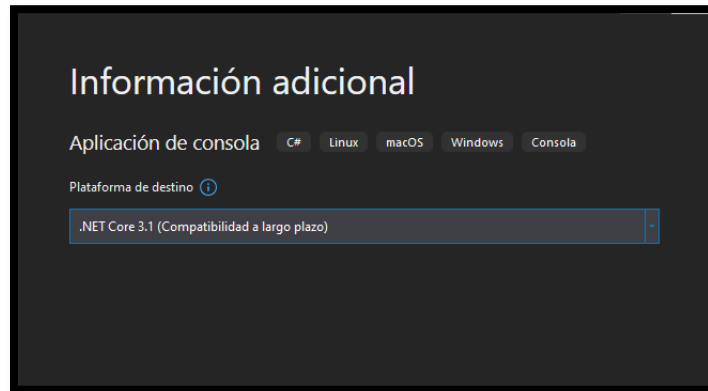 Información adicional
Aplicación de consola C# Linux macOS Windows Consola
Plataforma de destino
.NET Core 3.1 (Compatibilidad a largo plazo)